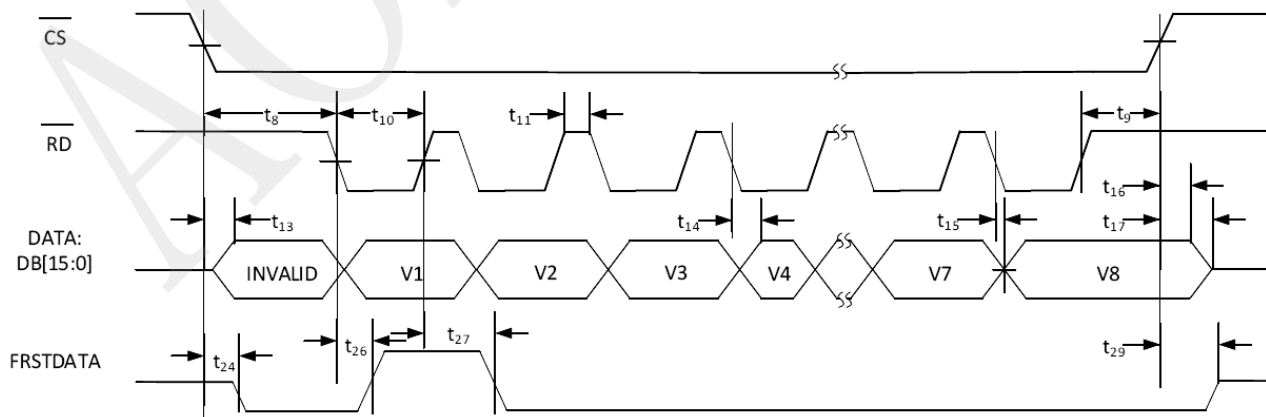 CS
t8
t10
t11
t9
RD
t16
t13
t14
t15
t17
DATA:
DB[15:0]
INVALID
V1
V2
V3
V4
V7
V8
t26
t27
t24
t29
FRSTDATA